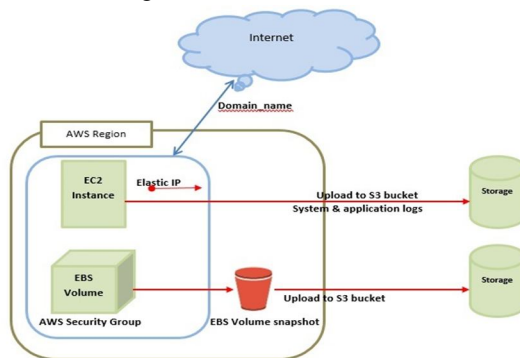 Internet
Domain_name
AWS Region
EC2
Instance
Elastic IP
Upload to S3 bucket
System & application logs
Storage
EBS
Volume
AWS Security Group
EBS Volume snapshot
Upload to S3 bucket
Storage